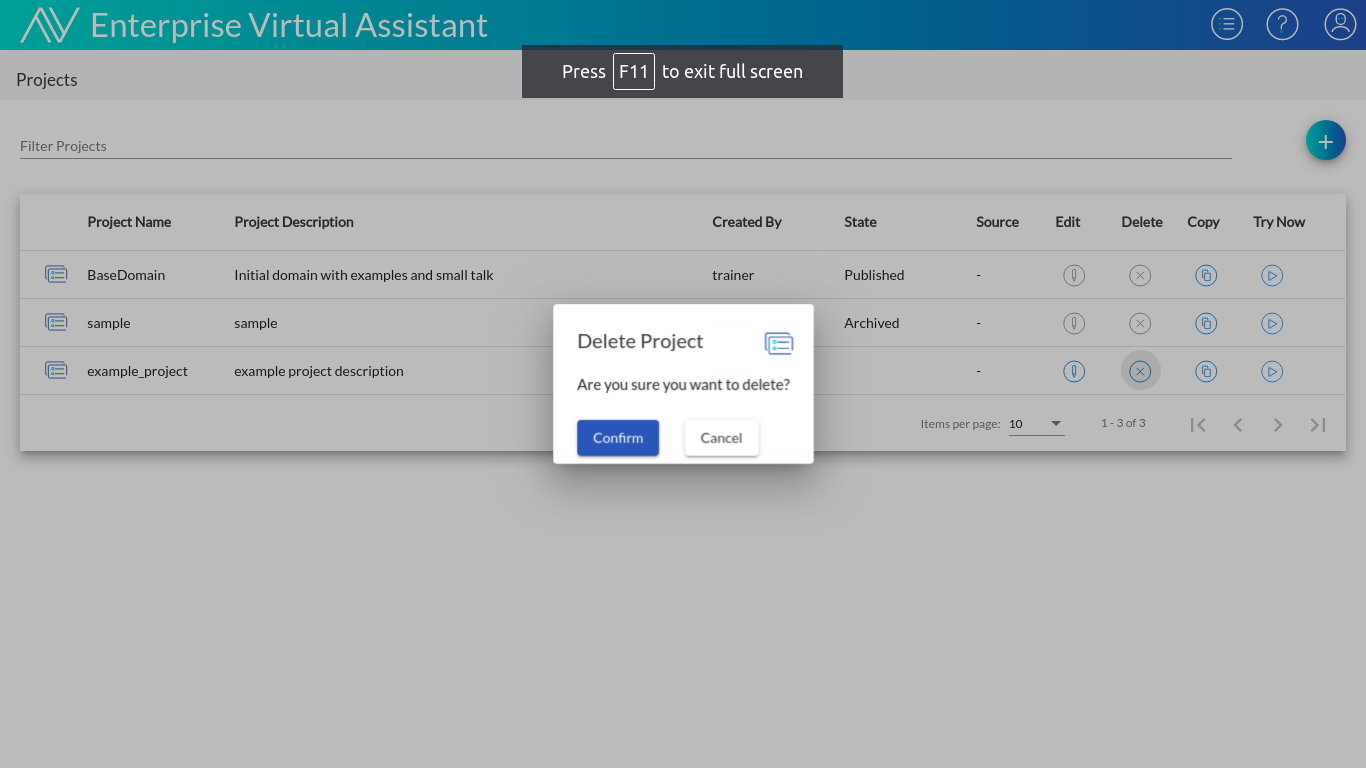 Enterprise Virtual Assistant
Press F11 to exit full screen
Projects
Filter Projects
+
Project Name Project Description Created By State Source Edit Delete Copy Try Now
BaseDomain Initial domain with examples and small talk trainer Published -
sample sample Archived -
example_project example project description -
Delete Project
Are you sure you want to delete?
Confirm Cancel
Items per page: 10 1 - 3 of 3